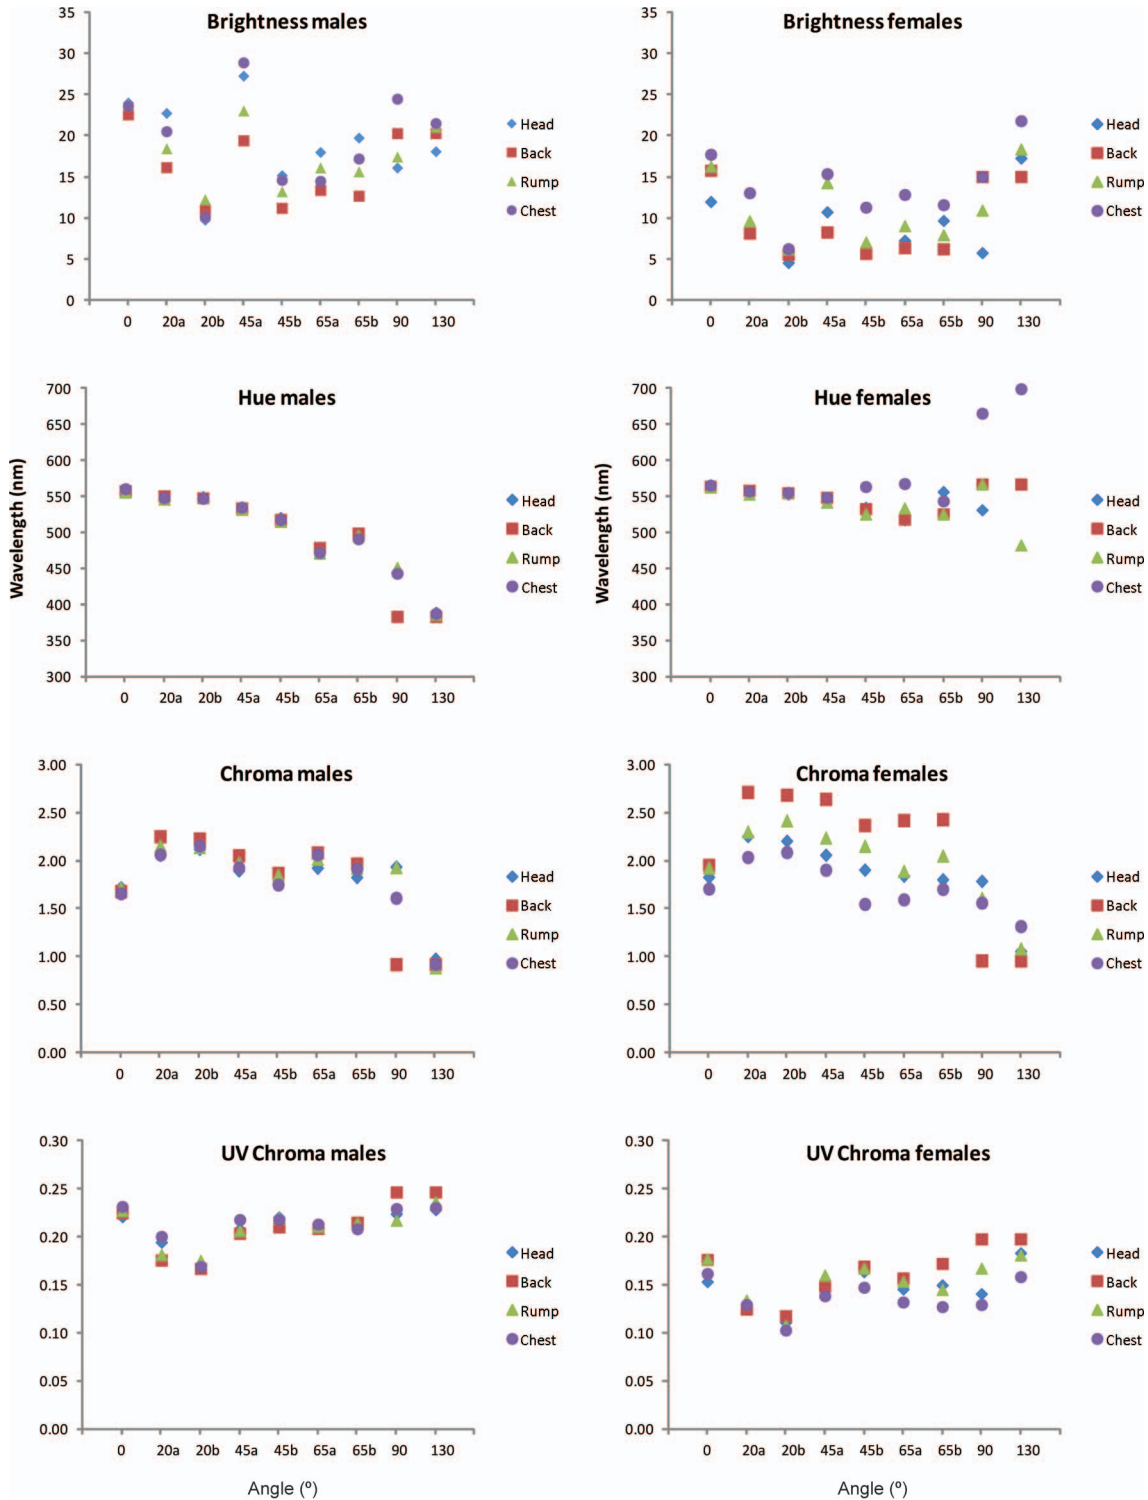 Brightness males
35
30
25
20
15
10
5
0
0 20a 20b 45a 45b 65a 65b 90 130
Head
Back
Rump
Chest
Brightness females
35
30
25
20
15
10
5
0
0 20a 20b 45a 45b 65a 65b 90 130
Head
Back
Rump
Chest
Hue males
Wavelength (nm)
700
650
600
550
500
450
400
350
300
0 20a 20b 45a 45b 65a 65b 90 130
Head
Back
Rump
Chest
Hue females
Wavelength (nm)
700
650
600
550
500
450
400
350
300
0 20a 20b 45a 45b 65a 65b 90 130
Head
Back
Rump
Chest
Chroma males
3.00
2.50
2.00
1.50
1.00
0.50
0.00
0 20a 20b 45a 45b 65a 65b 90 130
Head
Back
Rump
Chest
Chroma females
3.00
2.50
2.00
1.50
1.00
0.50
0.00
0 20a 20b 45a 45b 65a 65b 90 130
Head
Back
Rump
Chest
UV Chroma males
0.30
0.25
0.20
0.15
0.10
0.05
0.00
0 20a 20b 45a 45b 65a 65b 90 130
Angle (º)
Head
Back
Rump
Chest
UV Chroma females
0.30
0.25
0.20
0.15
0.10
0.05
0.00
0 20a 20b 45a 45b 65a 65b 90 130
Angle (º)
Head
Back
Rump
Chest